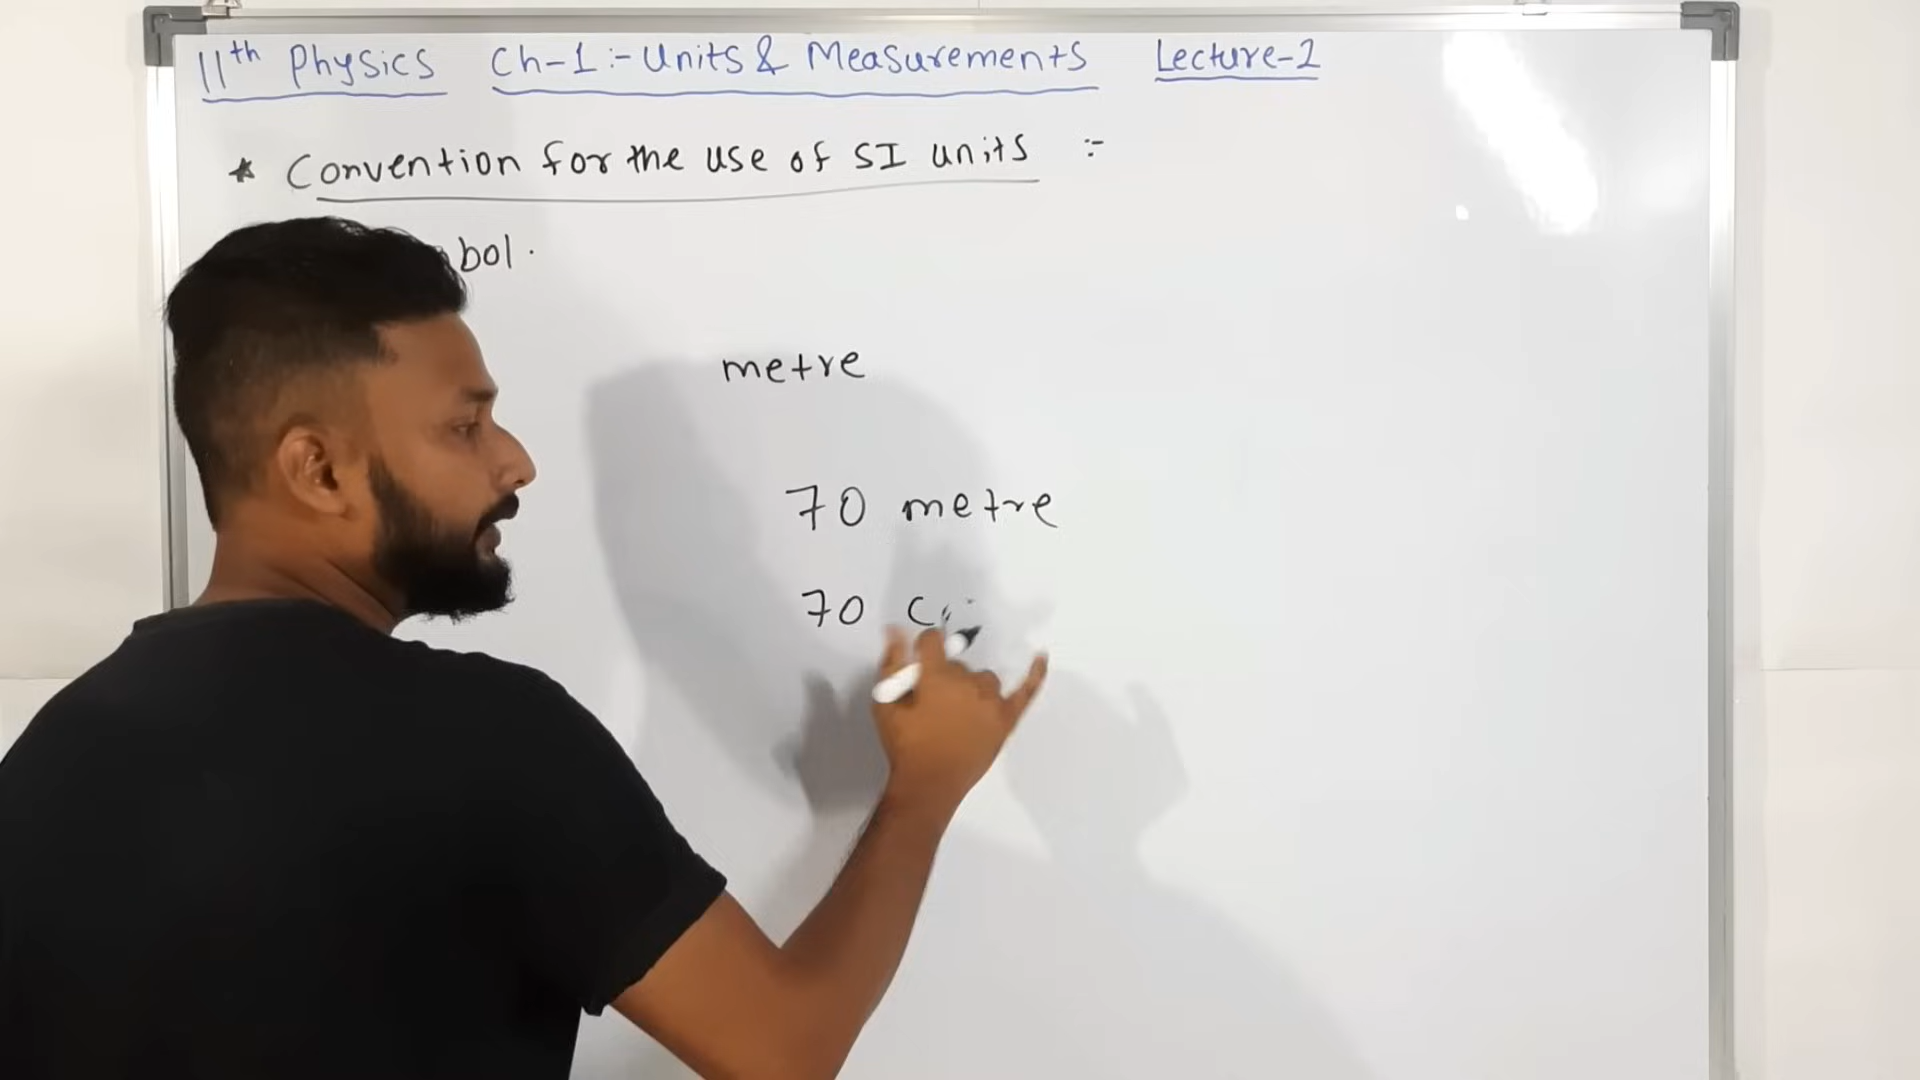 11th Physics Ch-1:- Units & Measurements Lecture-2
* Convention for the use of SI units :-
metre
70 metre
70